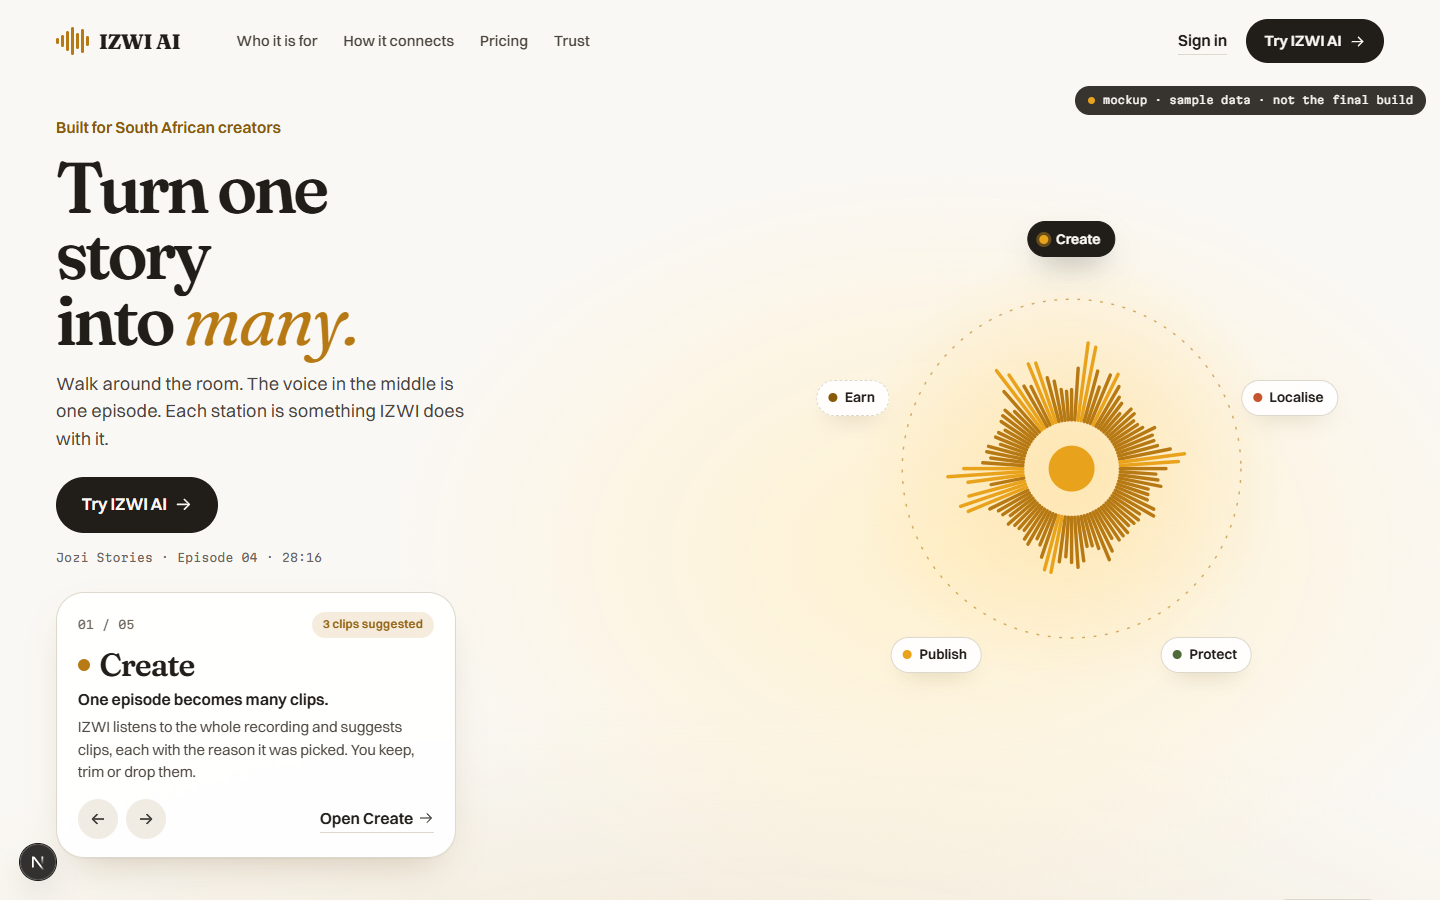 IZWI AI
Who it is for
How it connects
Pricing
Trust
Sign in
Try IZWI AI →
mockup · sample data · not the final build
Built for South African creators
Turn one
story
into many.
Walk around the room. The voice in the middle is
one episode. Each station is something IZWI does
with it.
Try IZWI AI →
Jozi Stories · Episode 04 · 28:16
01 / 05
3 clips suggested
Create
One episode becomes many clips.
IZWI listens to the whole recording and suggests
clips, each with the reason it was picked. You keep,
trim or drop them.
← →
Open Create →
N
Create
Earn
Localise
Publish
Protect